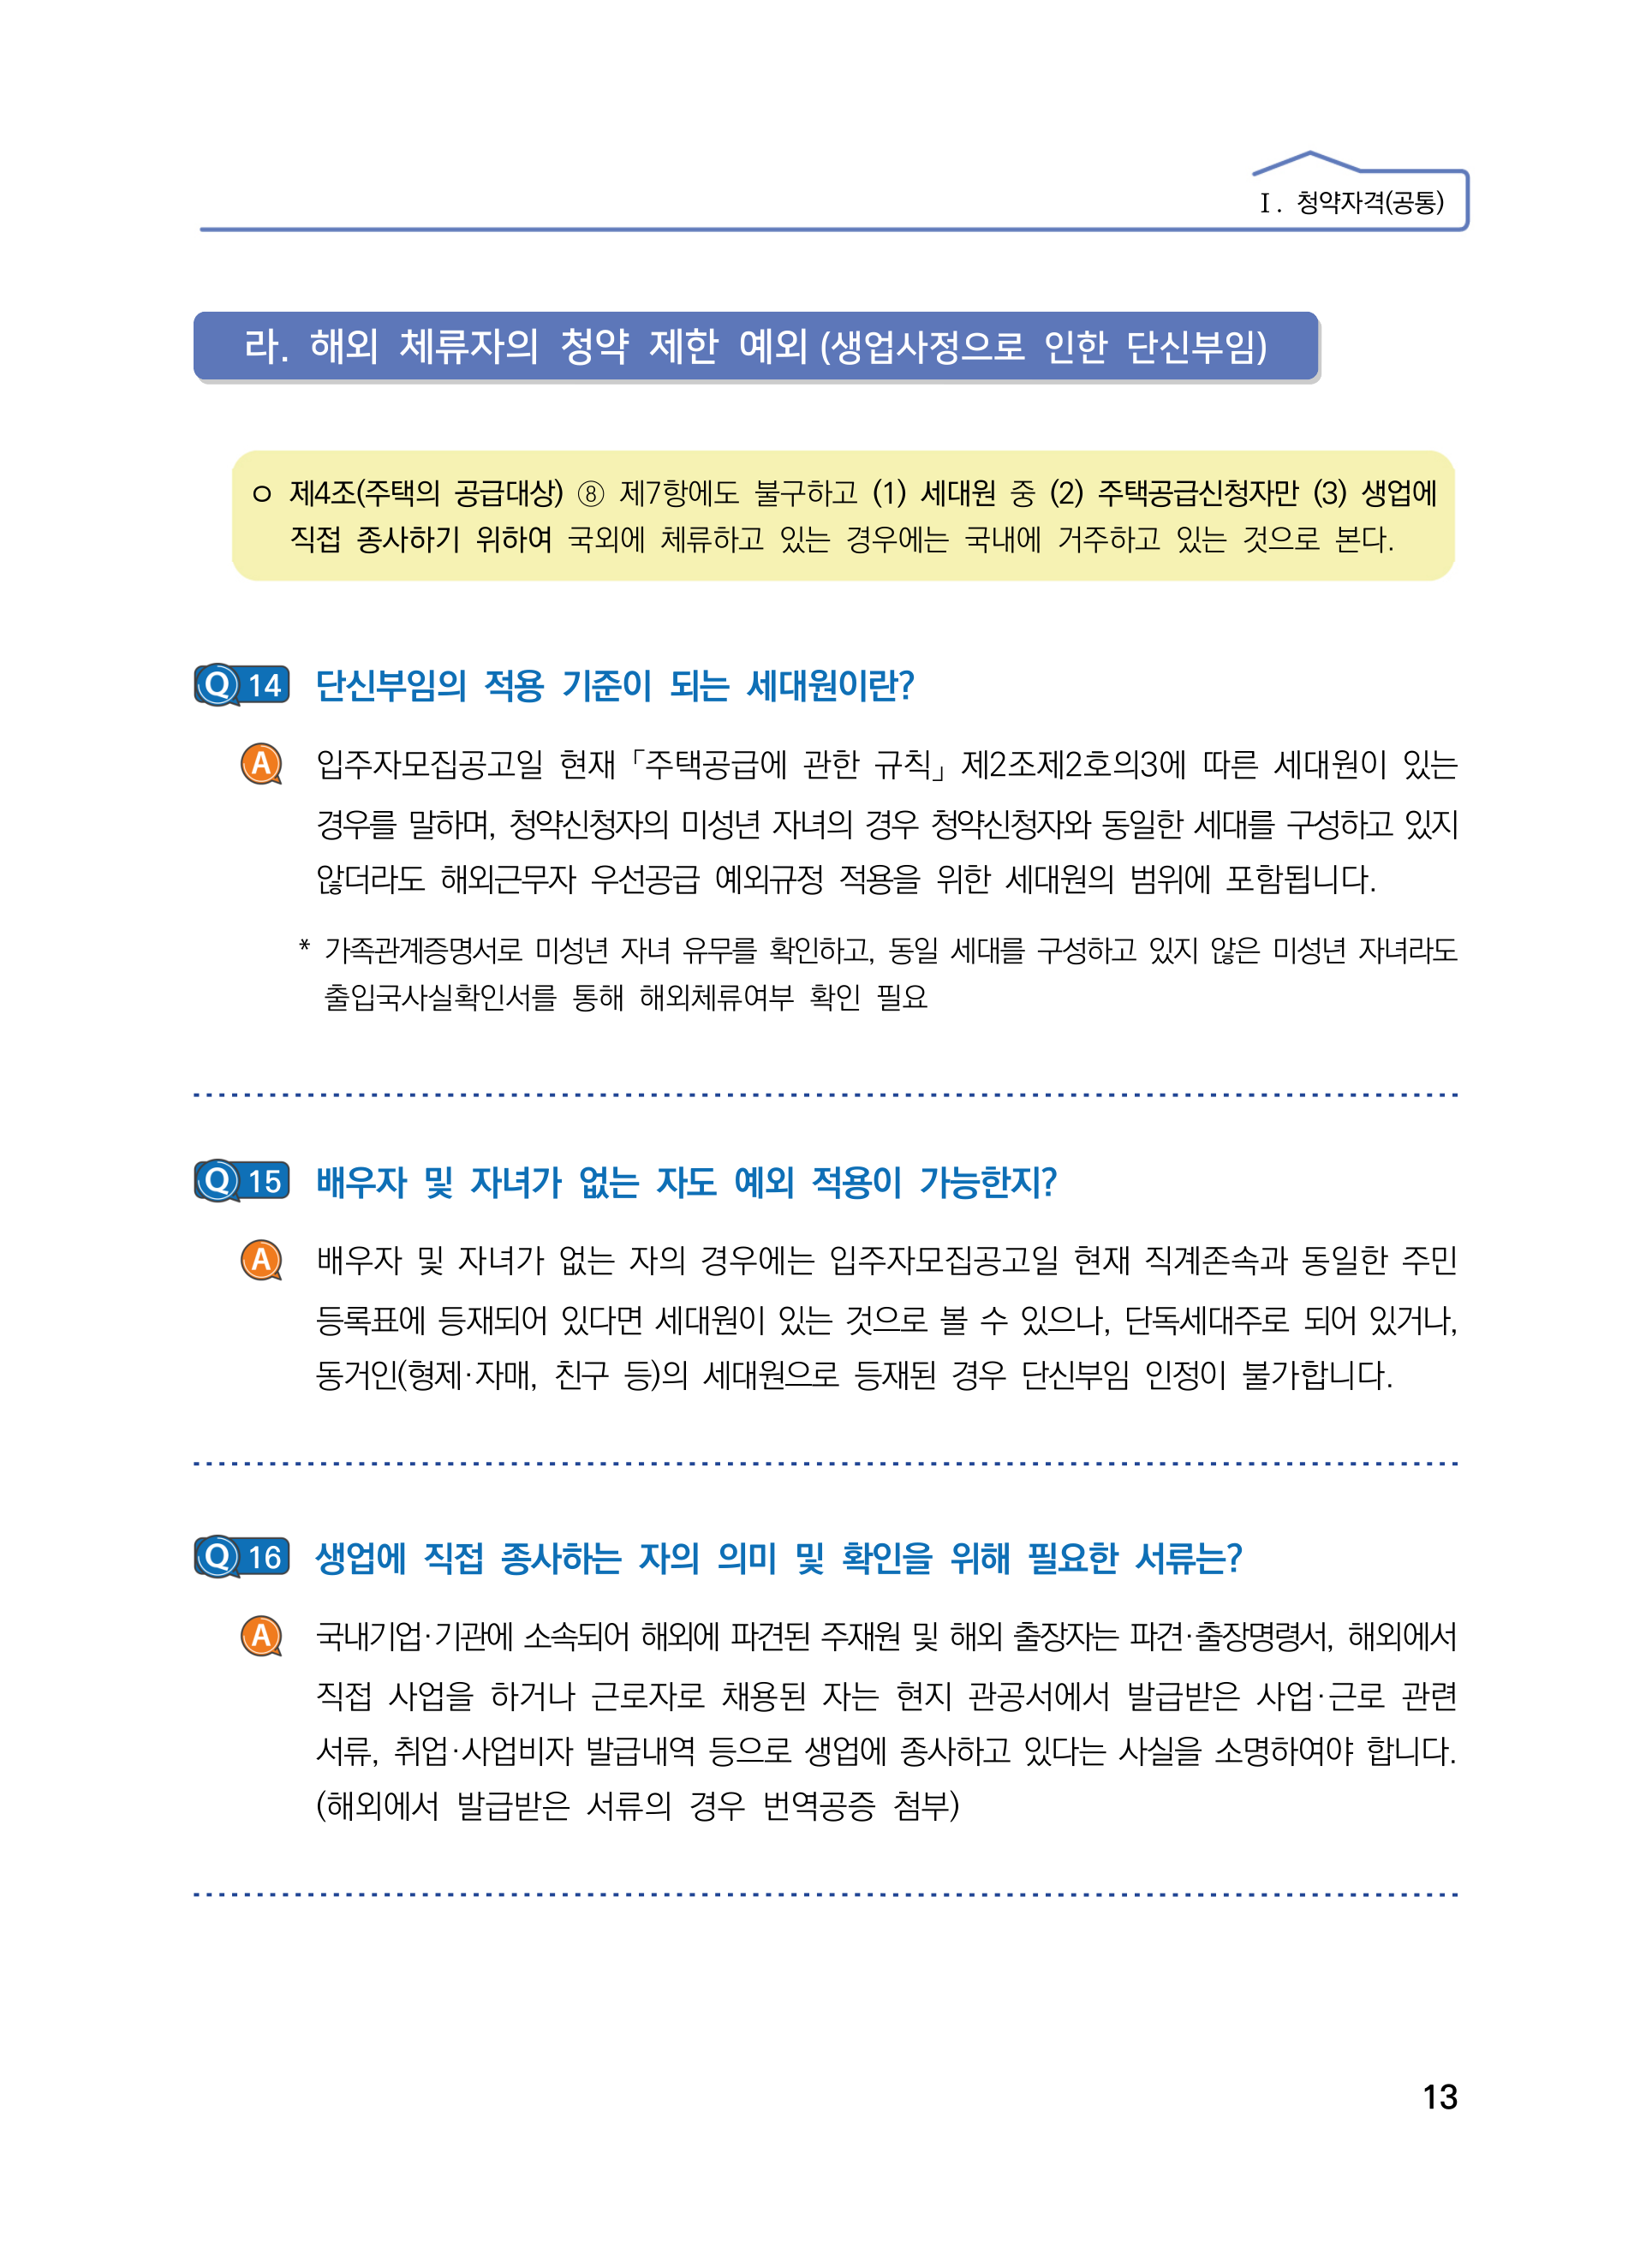 Ⅰ. 청약자격(공통)
라. 해외 체류자의 청약 제한 예외 (생업사정으로 인한 단신부임)
ㅇ 제4조(주택의 공급대상) ⑧ 제7항에도 불구하고 (1) 세대원 중 (2) 주택공급신청자만 (3) 생업에
직접 종사하기 위하여 국외에 체류하고 있는 경우에는 국내에 거주하고 있는 것으로 본다.
Q 14 단신부임의 적용 기준이 되는 세대원이란?
A 입주자모집공고일 현재 「주택공급에 관한 규칙」 제2조제2호의3에 따른 세대원이 있는
경우를 말하며, 청약신청자의 미성년 자녀의 경우 청약신청자와 동일한 세대를 구성하고 있지
않더라도 해외근무자 우선공급 예외규정 적용을 위한 세대원의 범위에 포함됩니다.
* 가족관계증명서로 미성년 자녀 유무를 확인하고, 동일 세대를 구성하고 있지 않은 미성년 자녀라도
출입국사실확인서를 통해 해외체류여부 확인 필요
Q 15 배우자 및 자녀가 없는 자도 예외 적용이 가능한지?
A 배우자 및 자녀가 없는 자의 경우에는 입주자모집공고일 현재 직계존속과 동일한 주민
등록표에 등재되어 있다면 세대원이 있는 것으로 볼 수 있으나, 단독세대주로 되어 있거나,
동거인(형제·자매, 친구 등)의 세대원으로 등재된 경우 단신부임 인정이 불가합니다.
Q 16 생업에 직접 종사하는 자의 의미 및 확인을 위해 필요한 서류는?
A 국내기업·기관에 소속되어 해외에 파견된 주재원 및 해외 출장자는 파견·출장명령서, 해외에서
직접 사업을 하거나 근로자로 채용된 자는 현지 관공서에서 발급받은 사업·근로 관련
서류, 취업·사업비자 발급내역 등으로 생업에 종사하고 있다는 사실을 소명하여야 합니다.
(해외에서 발급받은 서류의 경우 번역공증 첨부)
13